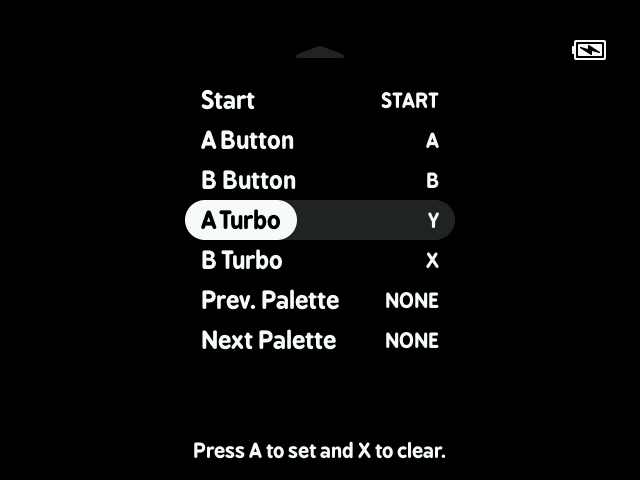 Start START
A Button A
B Button B
A Turbo Y
B Turbo X
Prev. Palette NONE
Next Palette NONE
Press A to set and X to clear.